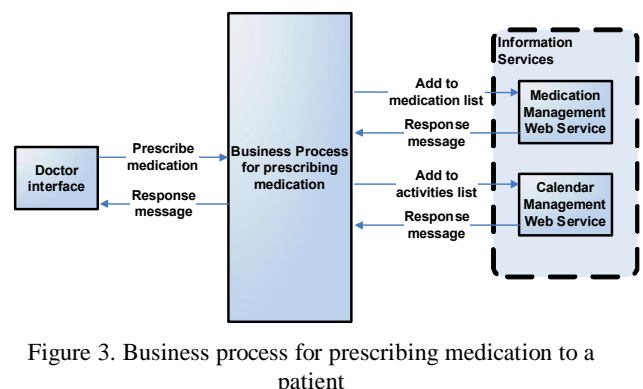 Information
Services
Add to
medication list
Medication
Management
Web Service
Response
message
Prescribe
medication
Business Process
for prescribing
medication
Doctor
interface
Response
message
Add to
activities list
Calendar
Management
Web Service
Response
message
Figure 3. Business process for prescribing medication to a
patient